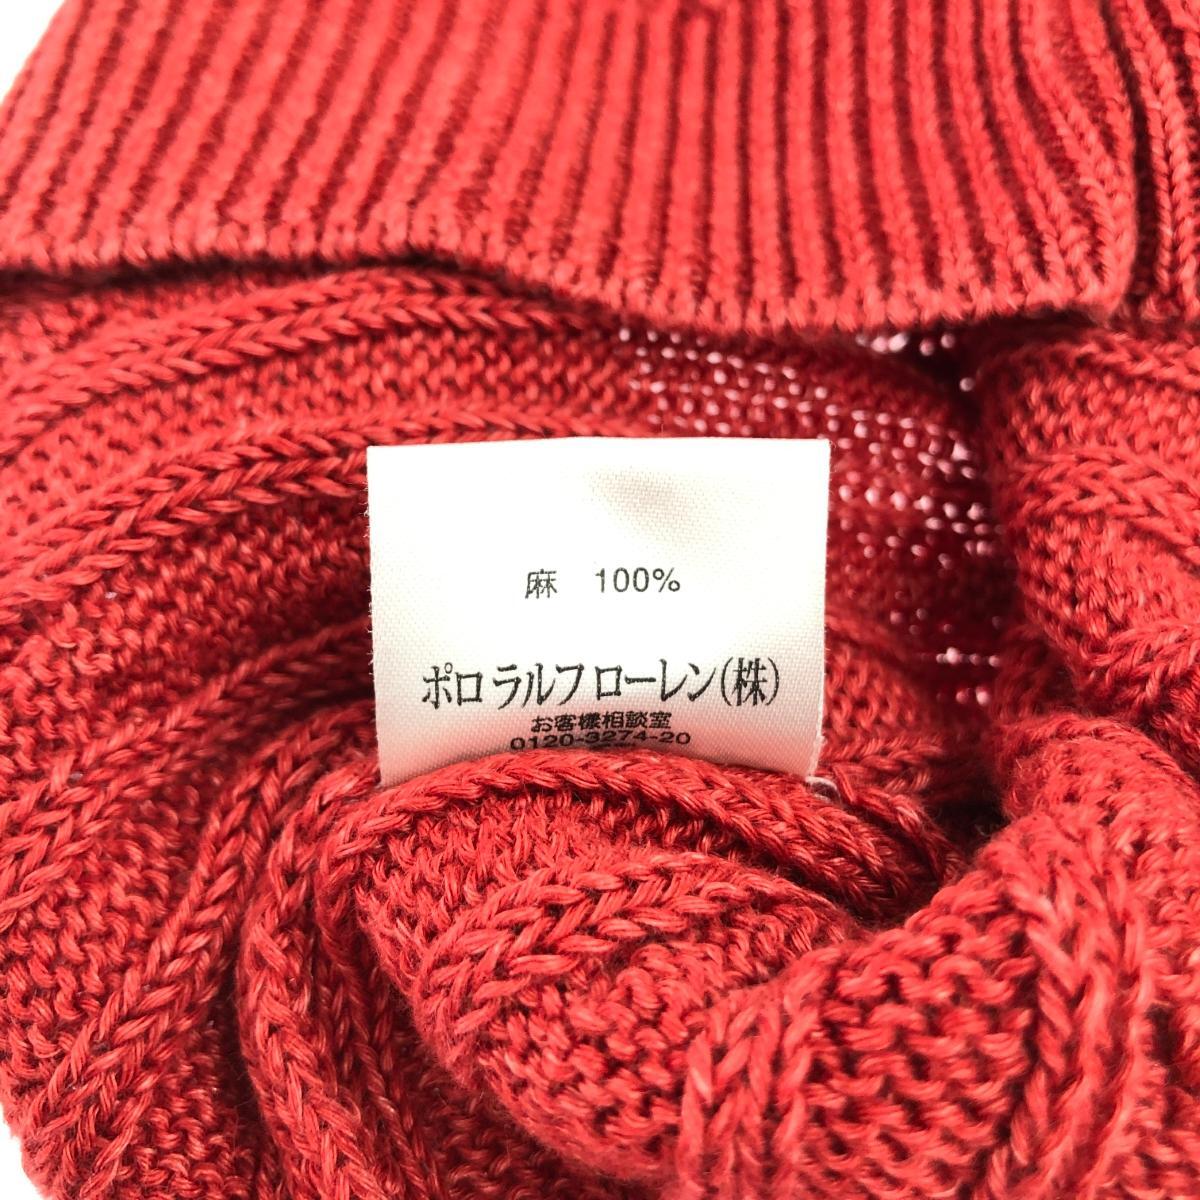 麻 100%
ポロ ラルフ ローレン(株)
お客様相談室
0120-3274-20